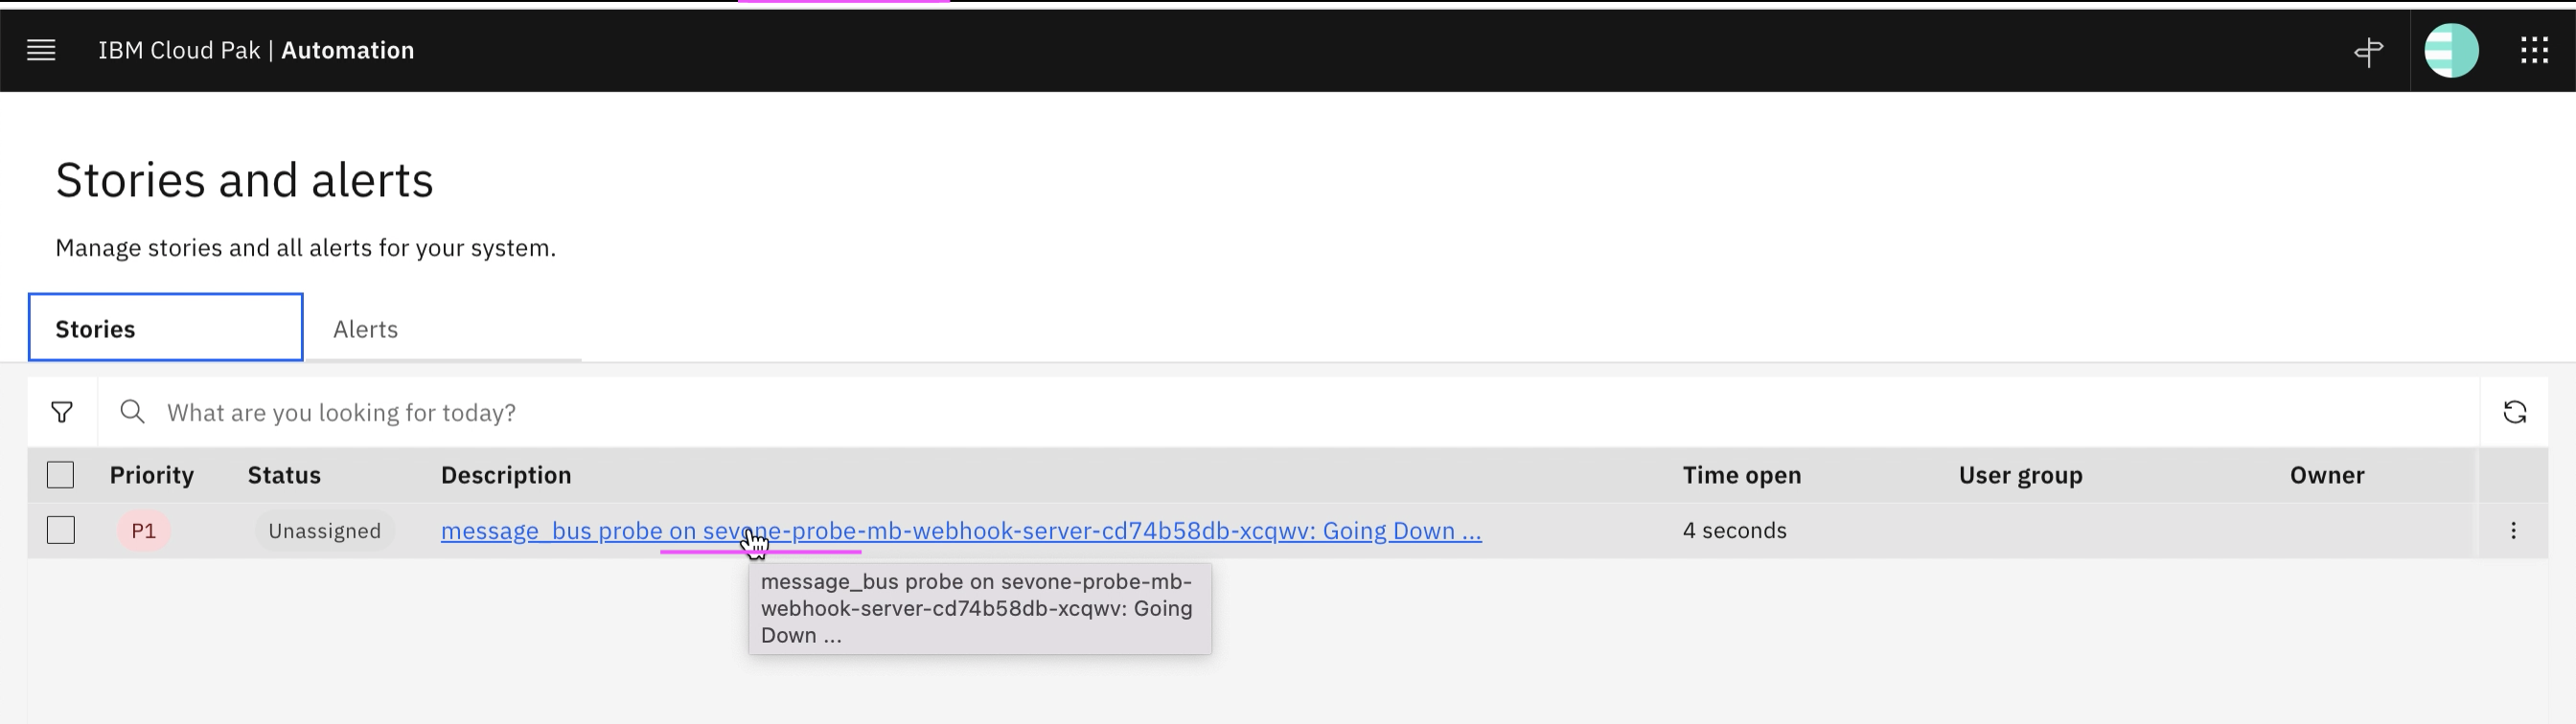 IBM Cloud Pak | Automation
Stories and alerts
Manage stories and all alerts for your system.
Stories Alerts
What are you looking for today?
Priority Status Description Time open User group Owner
P1 Unassigned message_bus probe on sevone-probe-mb-webhook-server-cd74b58db-xcqwv: Going Down ... 4 seconds
message_bus probe on sevone-probe-mb-
webhook-server-cd74b58db-xcqwv: Going
Down ...